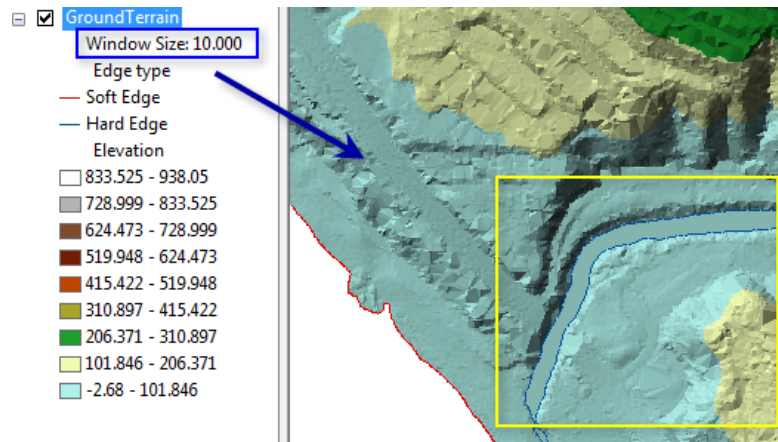 GroundTerrain
Window Size: 10.000
Edge type
Soft Edge
Hard Edge
Elevation
833.525 - 938.05
728.999 - 833.525
624.473 - 728.999
519.948 - 624.473
415.422 - 519.948
310.897 - 415.422
206.371 - 310.897
101.846 - 206.371
-2.68 - 101.846